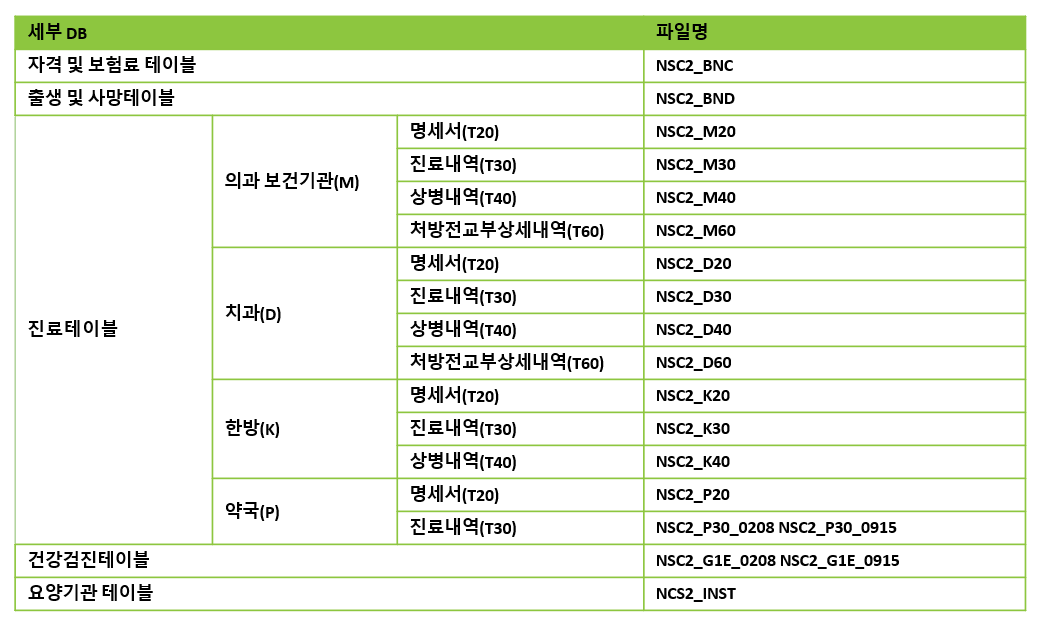 세부 DB 파일명
자격 및 보험료 테이블 NSC2_BNC
출생 및 사망테이블 NSC2_BND
진료테이블
의과 보건기관(M)
명세서(T20) NSC2_M20
진료내역(T30) NSC2_M30
상병내역(T40) NSC2_M40
처방전교부상세내역(T60) NSC2_M60
치과(D)
명세서(T20) NSC2_D20
진료내역(T30) NSC2_D30
상병내역(T40) NSC2_D40
처방전교부상세내역(T60) NSC2_D60
한방(K)
명세서(T20) NSC2_K20
진료내역(T30) NSC2_K30
상병내역(T40) NSC2_K40
약국(P)
명세서(T20) NSC2_P20
진료내역(T30) NSC2_P30_0208 NSC2_P30_0915
건강검진테이블 NSC2_G1E_0208 NSC2_G1E_0915
요양기관 테이블 NCS2_INST